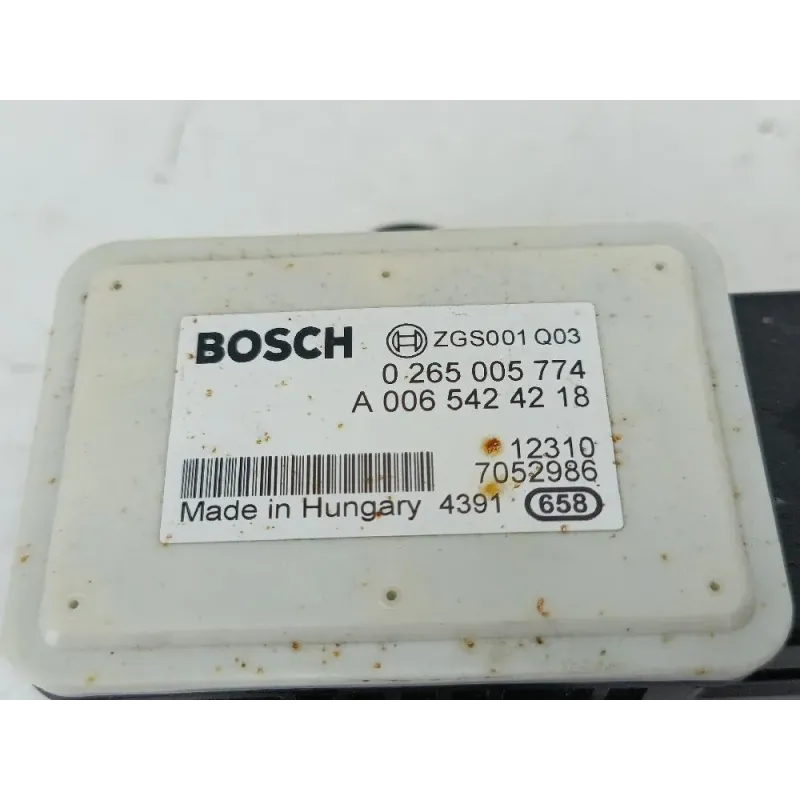 BOSCH ZGS001 Q03
0 265 005 774
A 006 542 42 18
12310
7052986
Made in Hungary 4391 658